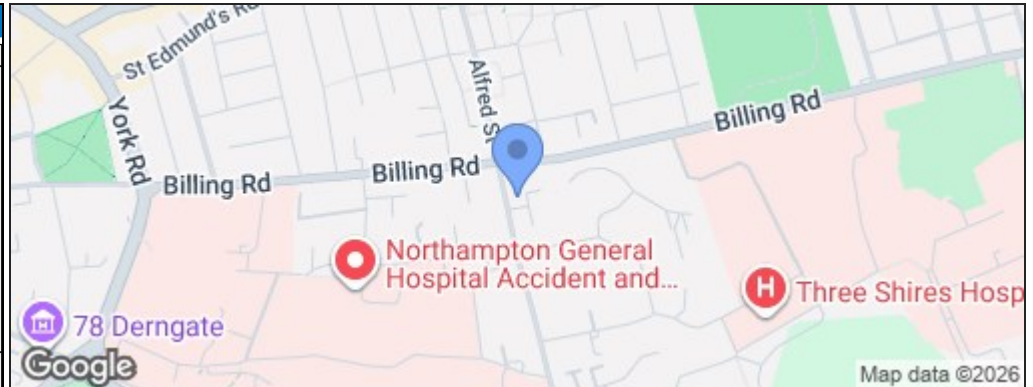 St Edmund's Rd
Alfred St
York Rd
Billing Rd
Billing Rd
Billing Rd
Northampton General
Hospital Accident and...
H
Three Shires Hosp
78 Derngate
Google
Map data ©2026